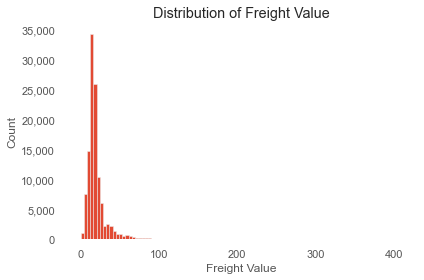 Distribution of Freight Value
35,000
30,000
25,000
20,000
15,000
10,000
5,000
0
Count
0 100 200 300 400
Freight Value